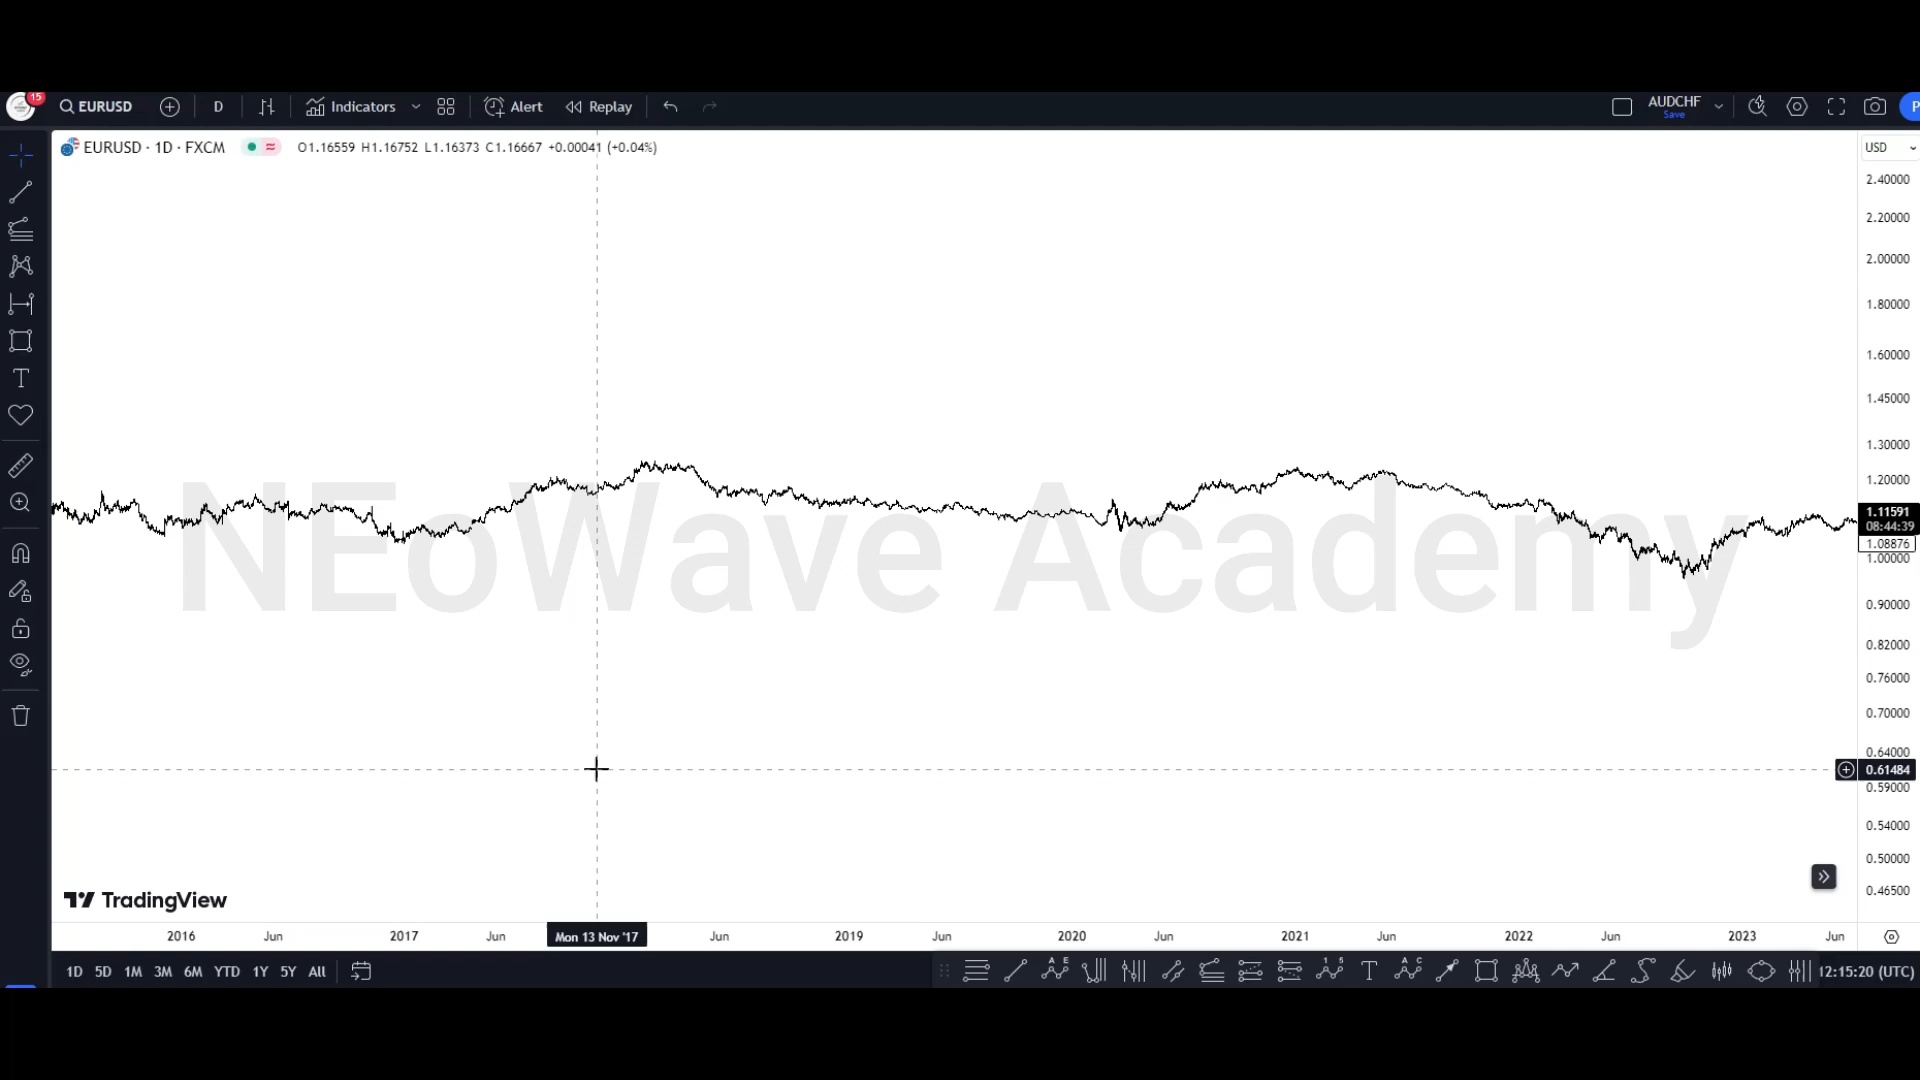 15
EURUSD D Indicators Alert Replay AUDCHF
Save
P
EURUSD · 1D · FXCM O1.16559 H1.16752 L1.16373 C1.16667 +0.00041 (+0.04%)
USD
2.40000
2.20000
2.00000
1.80000
1.60000
1.45000
1.30000
1.20000
1.11591
08:44:39
1.08876
1.00000
0.90000
0.82000
0.76000
0.70000
0.64000
0.61484
0.59000
0.54000
0.50000
0.46500
NEoWave Academy
TradingView
2016 Jun 2017 Jun Mon 13 Nov '17 Jun 2019 Jun 2020 Jun 2021 Jun 2022 Jun 2023 Jun
1D 5D 1M 3M 6M YTD 1Y 5Y All
12:15:20 (UTC)